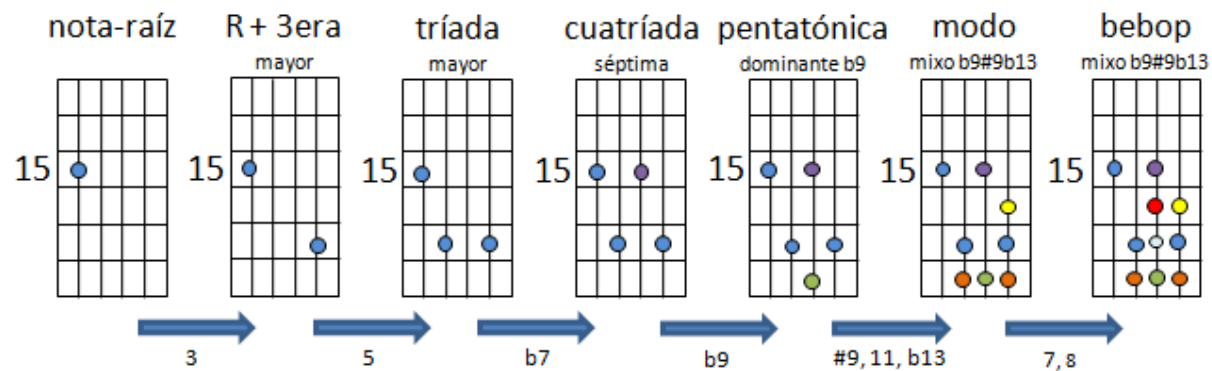 nota-raíz
R + 3era
mayor
tríada
mayor
cuatríada
séptima
pentatónica
dominante b9
modo
mixo b9#9b13
bebop
mixo b9#9b13
15
15
15
15
15
15
15
3
5
b7
b9
#9, 11, b13
7, 8